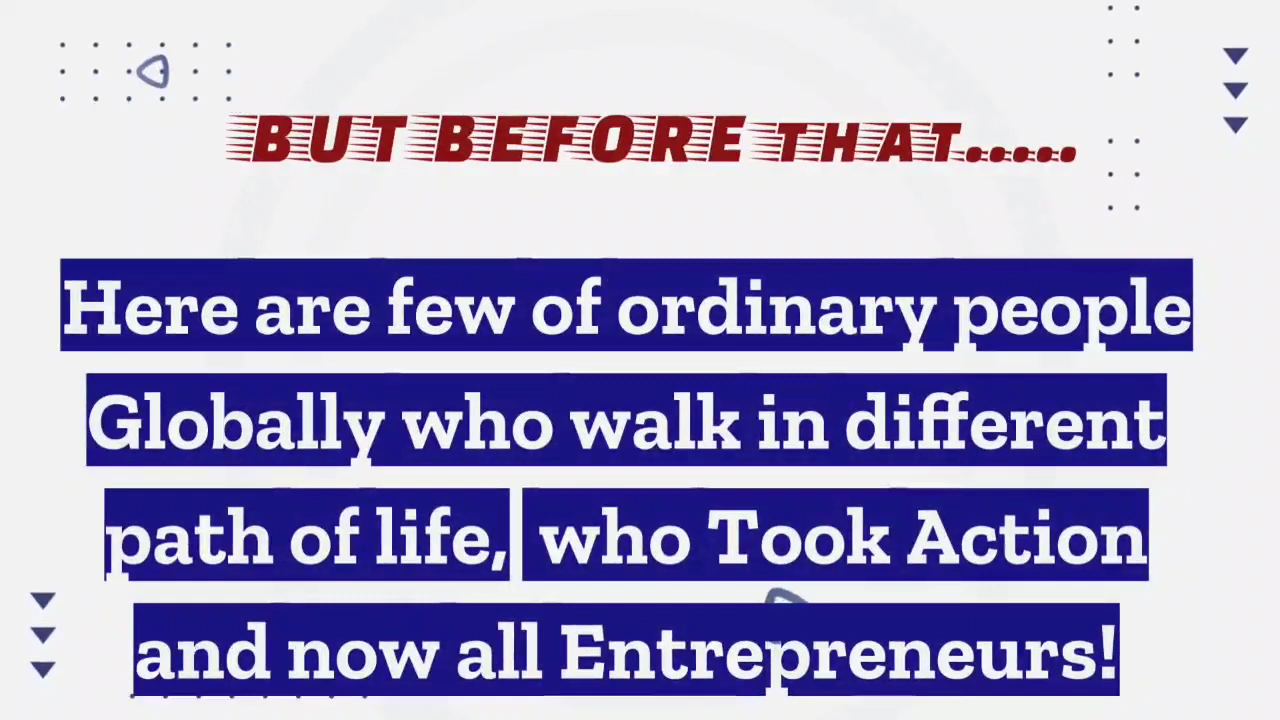 BUT BEFORE THAT.....
Here are few of ordinary people
Globally who walk in different
path of life, who Took Action
and now all Entrepreneurs!